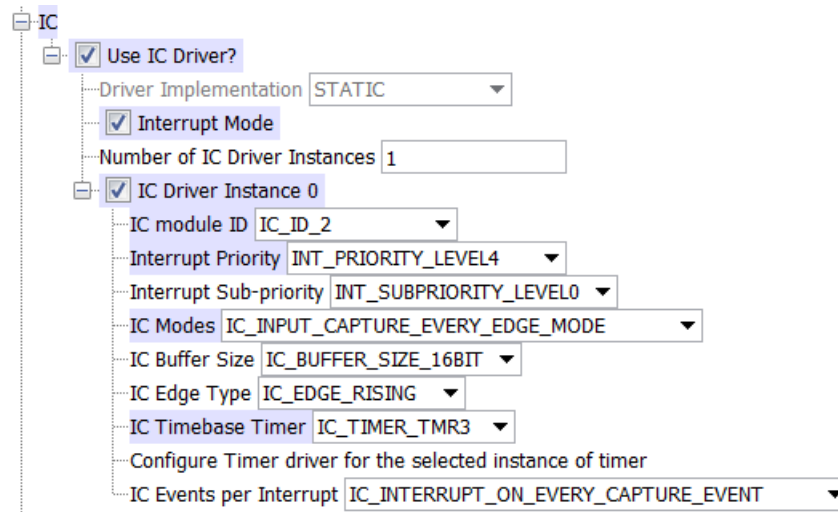 IC
Use IC Driver?
Driver Implementation STATIC
Interrupt Mode
Number of IC Driver Instances 1
IC Driver Instance 0
IC module ID IC_ID_2
Interrupt Priority INT_PRIORITY_LEVEL4
Interrupt Sub-priority INT_SUBPRIORITY_LEVEL0
IC Modes IC_INPUT_CAPTURE_EVERY_EDGE_MODE
IC Buffer Size IC_BUFFER_SIZE_16BIT
IC Edge Type IC_EDGE_RISING
IC Timebase Timer IC_TIMER_TMR3
Configure Timer driver for the selected instance of timer
IC Events per Interrupt IC_INTERRUPT_ON_EVERY_CAPTURE_EVENT